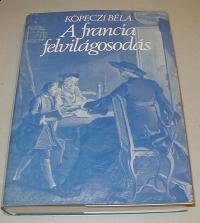 KÖPECZI BÉLA
A francia
felvilágosodás